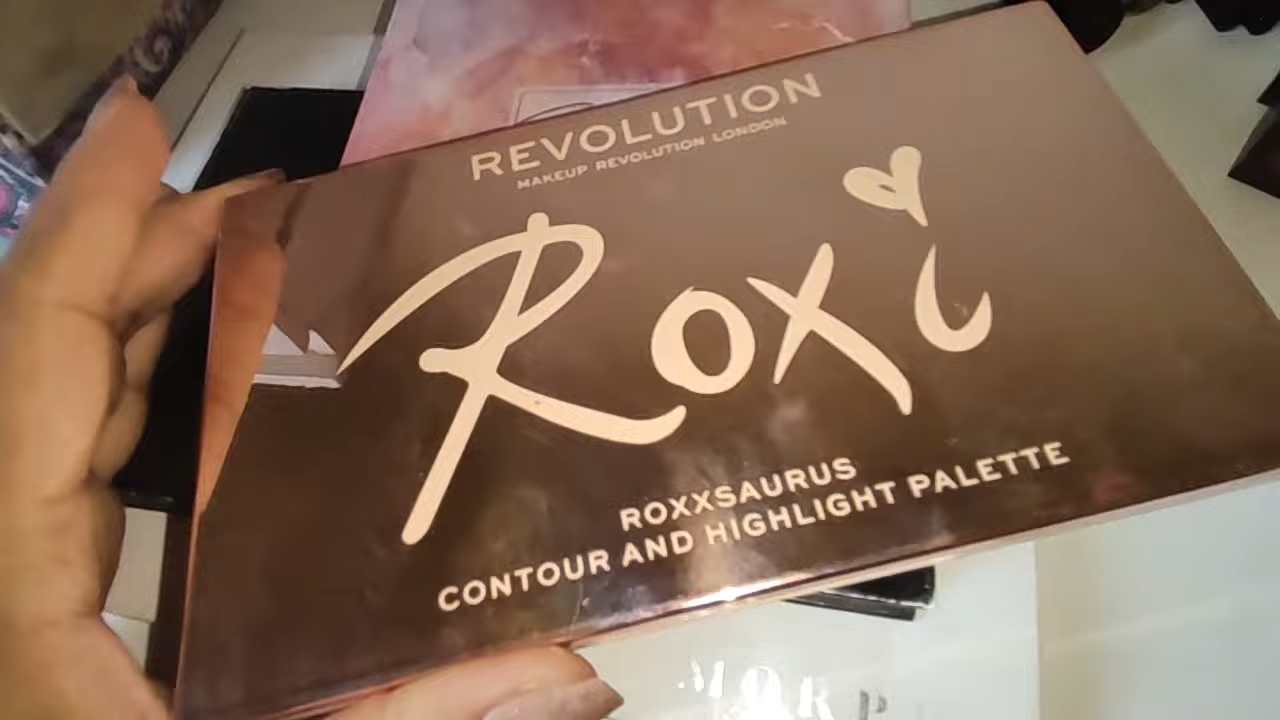 REVOLUTION
MAKEUP REVOLUTION LONDON
Roxi
ROXXSAURUS
CONTOUR AND HIGHLIGHT PALETTE